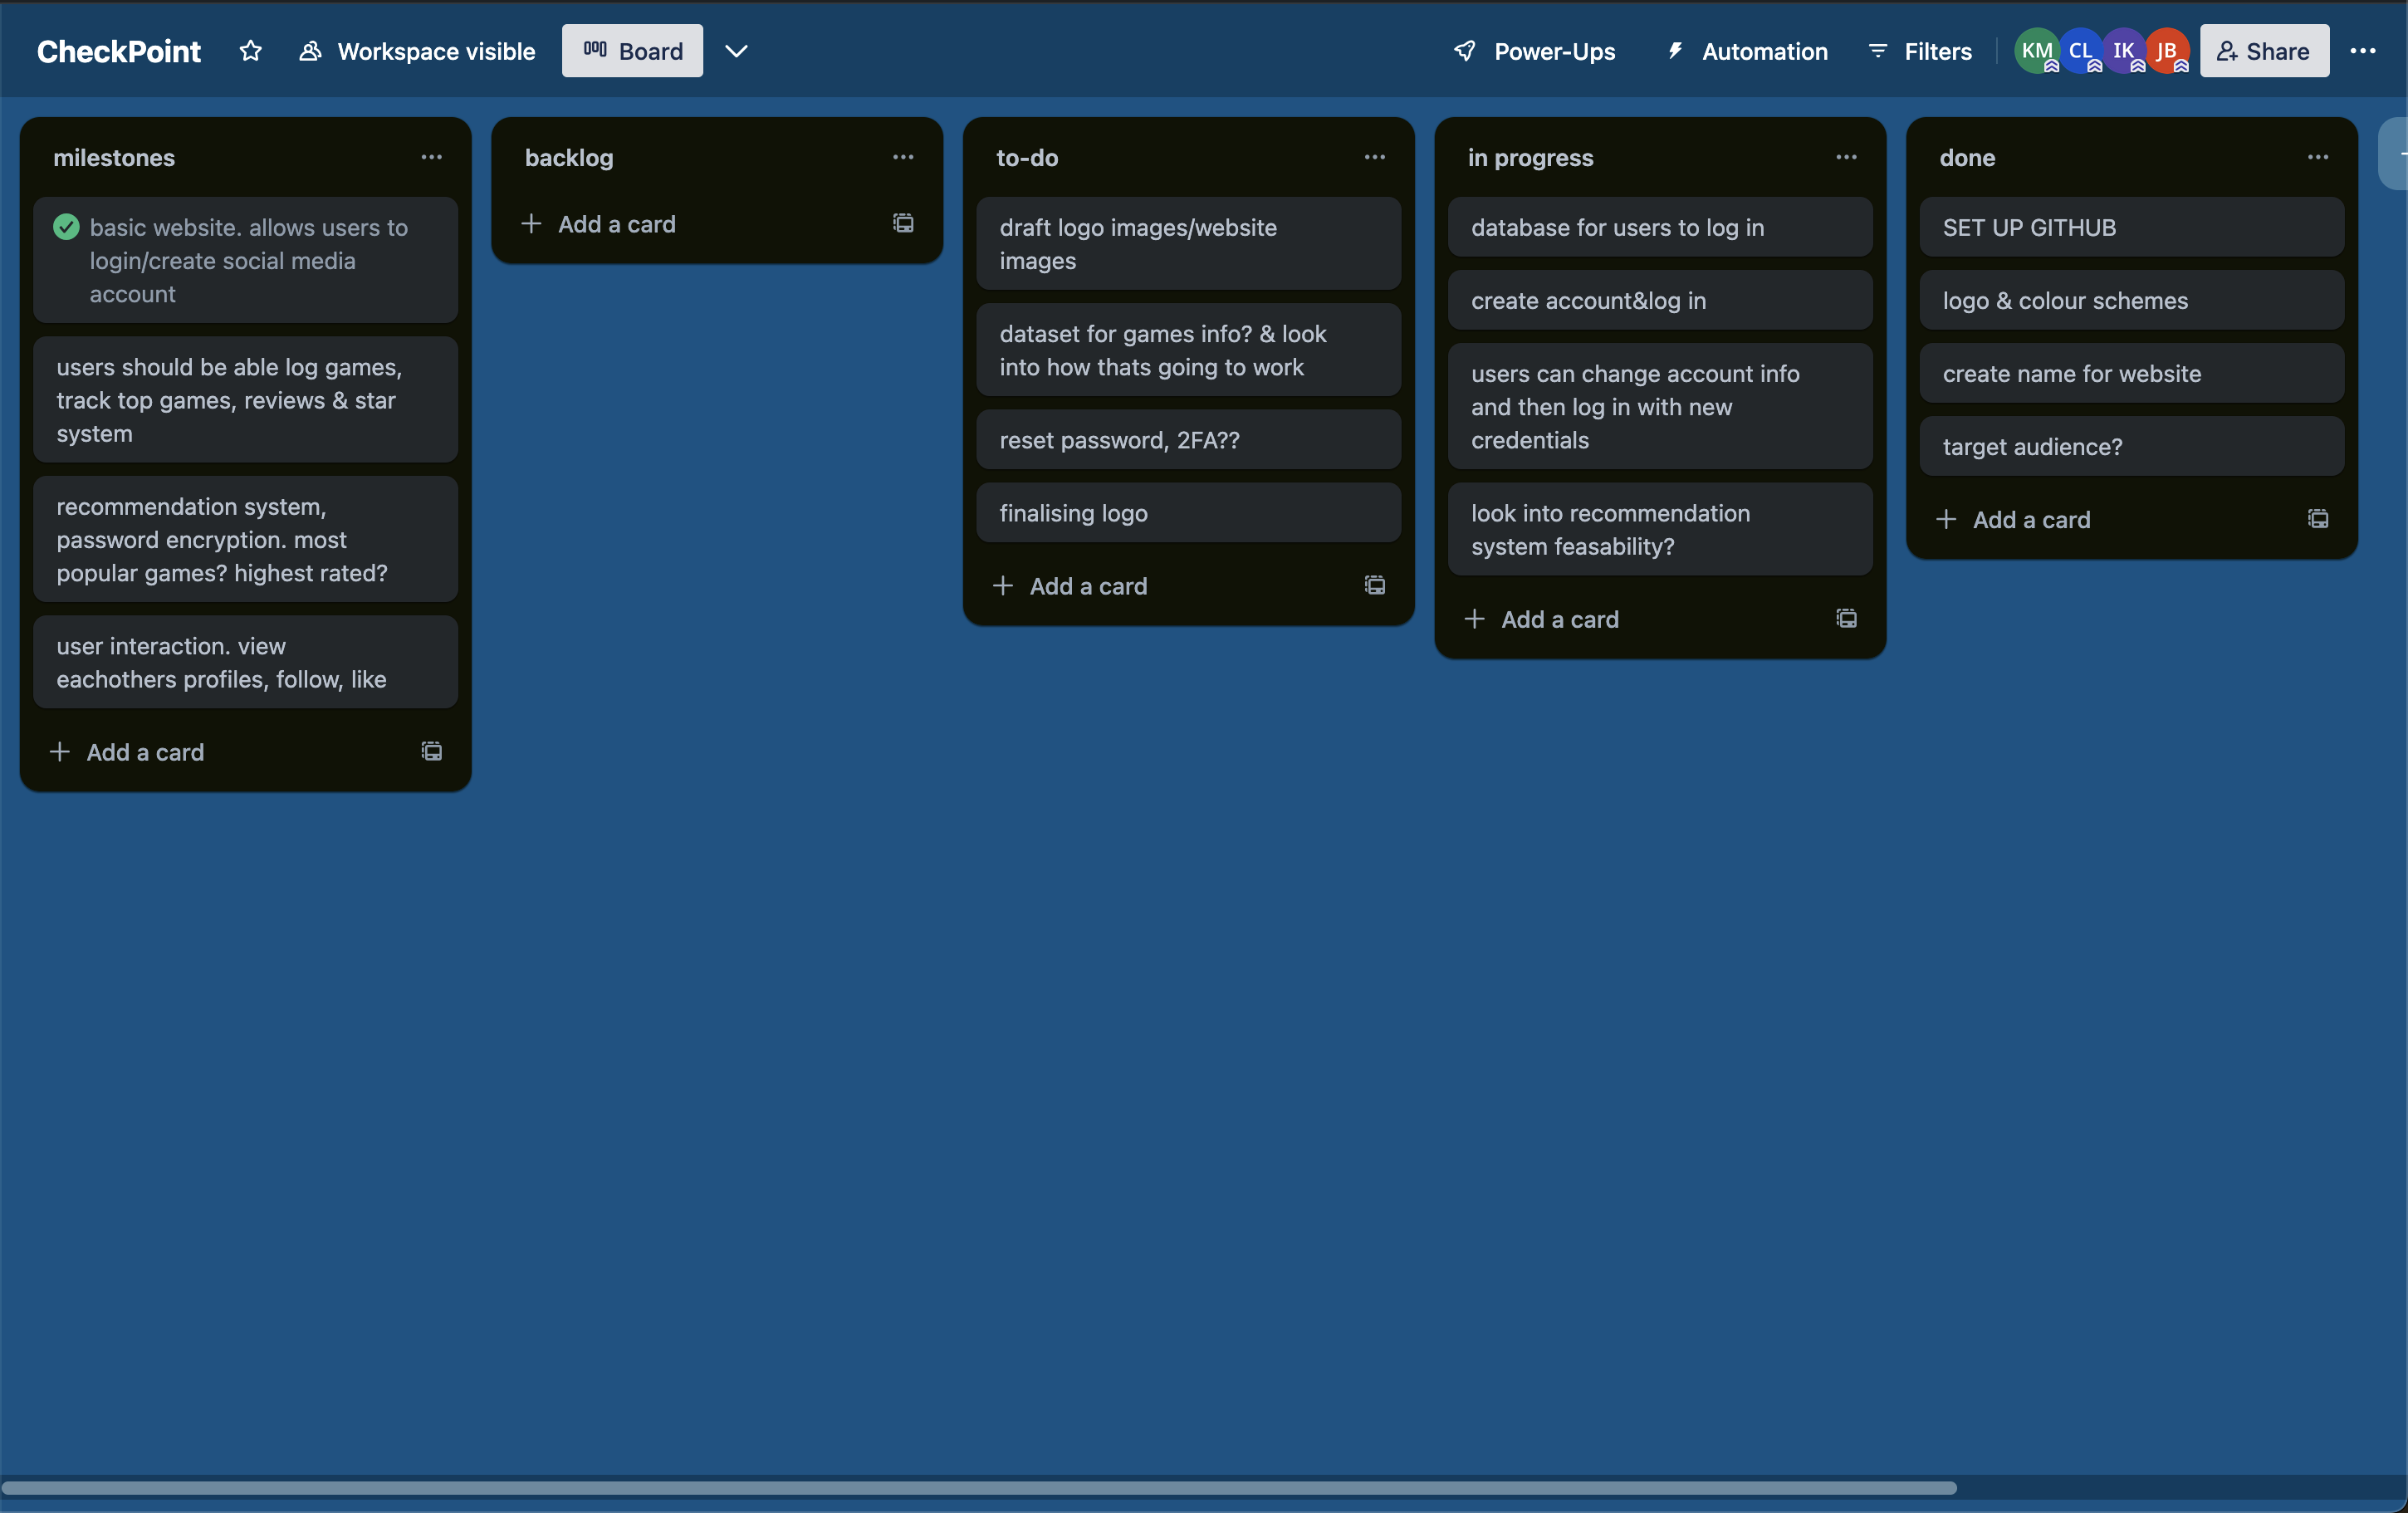 CheckPoint
Workspace visible
Board
Power-Ups
Automation
Filters
KM
CL
IK
JB
Share
milestones
basic website. allows users to
login/create social media
account
users should be able log games,
track top games, reviews & star
system
recommendation system,
password encryption. most
popular games? highest rated?
user interaction. view
eachothers profiles, follow, like
Add a card
backlog
Add a card
to-do
draft logo images/website
images
dataset for games info? & look
into how thats going to work
reset password, 2FA??
finalising logo
Add a card
in progress
database for users to log in
create account&log in
users can change account info
and then log in with new
credentials
look into recommendation
system feasability?
Add a card
done
SET UP GITHUB
logo & colour schemes
create name for website
target audience?
Add a card